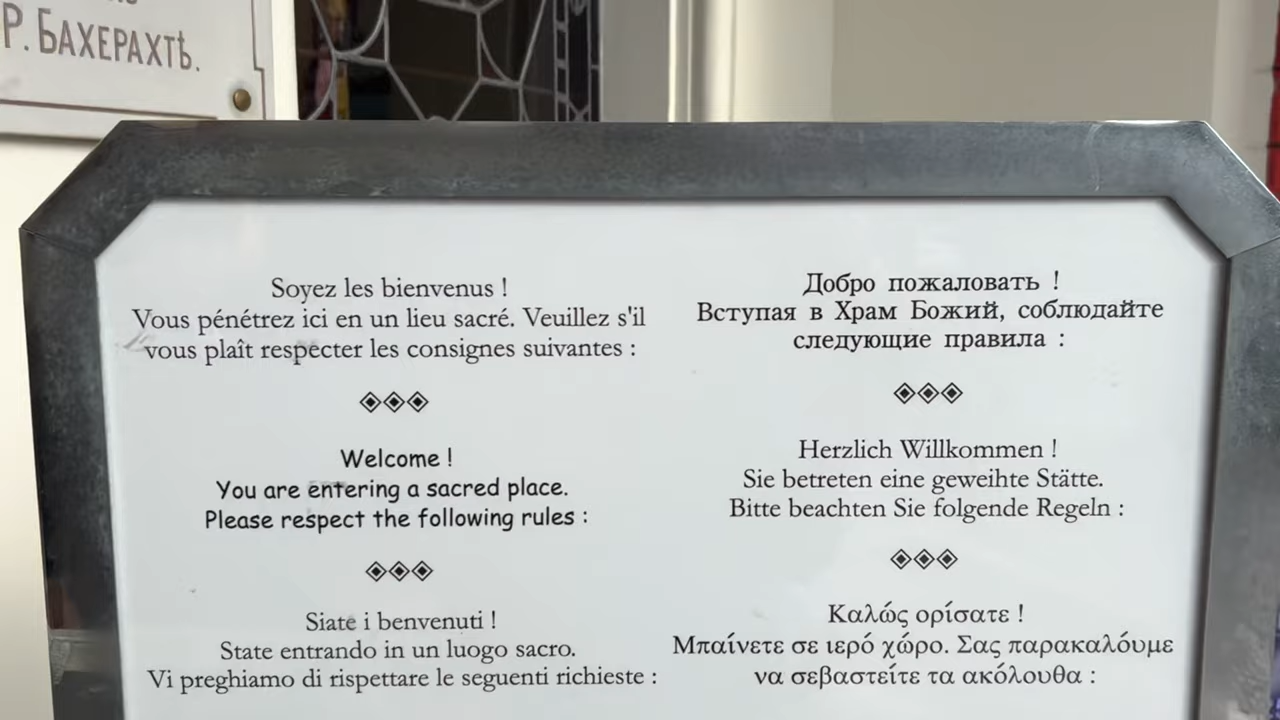 Р. БАХЕРАХТѢ.
Soyez les bienvenus !
Vous pénétrez ici en un lieu sacré. Veuillez s'il
vous plaît respecter les consignes suivantes :
Welcome !
You are entering a sacred place.
Please respect the following rules :
Siate i benvenuti !
State entrando in un luogo sacro.
Vi preghiamo di rispettare le seguenti richieste :
Добро пожаловать !
Вступая в Храм Божий, соблюдайте
следующие правила :
Herzlich Willkommen !
Sie betreten eine geweihte Stätte.
Bitte beachten Sie folgende Regeln :
Καλώς ορίσατε !
Μπαίνετε σε ιερό χώρο. Σας παρακαλούμε
να σεβαστείτε τα ακόλουθα :